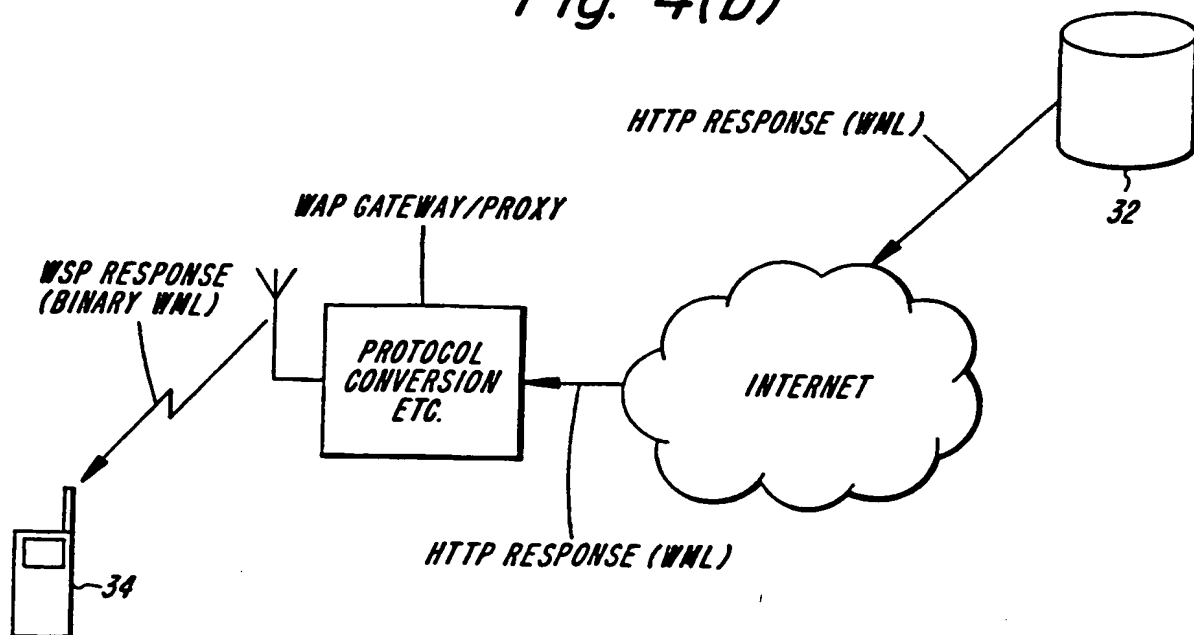 Fig. 4(b)
HTTP RESPONSE (WML)
32
WAP GATEWAY/PROXY
WSP RESPONSE
(BINARY WML)
PROTOCOL
CONVERSION
ETC.
INTERNET
HTTP RESPONSE (WML)
34